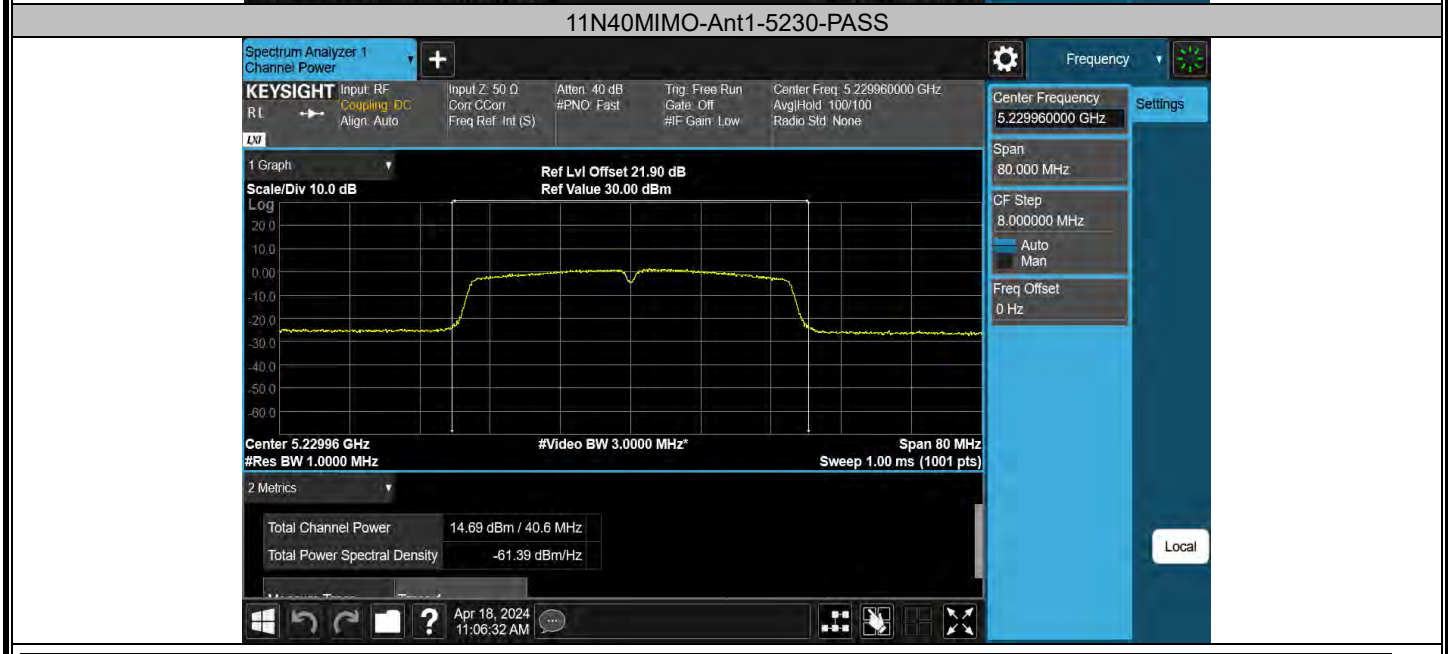 11N40MIMO-Ant1-5230-PASS
Spectrum Analyzer 1
Channel Power
+
Frequency
KEYSIGHT
RL
LXI
Input: RF
Coupling: DC
Align: Auto
Input Z: 50 Ω
Corr CCorr
Freq Ref: Int (S)
Atten: 40 dB
#PNO: Fast
Trig: Free Run
Gate: Off
#IF Gain: Low
Center Freq: 5.229960000 GHz
Avg|Hold: 100/100
Radio Std: None
Center Frequency
5.229960000 GHz
Settings
Span
80.000 MHz
CF Step
8.000000 MHz
Auto
Man
Freq Offset
0 Hz
1 Graph
Scale/Div 10.0 dB
Ref Lvl Offset 21.90 dB
Ref Value 30.00 dBm
Log
20.0
10.0
0.00
-10.0
-20.0
-30.0
-40.0
-50.0
-60.0
Center 5.22996 GHz
#Res BW 1.0000 MHz
#Video BW 3.0000 MHz*
Span 80 MHz
Sweep 1.00 ms (1001 pts)
2 Metrics
Total Channel Power 14.69 dBm / 40.6 MHz
Total Power Spectral Density -61.39 dBm/Hz
Local
?
Apr 18, 2024
11:06:32 AM